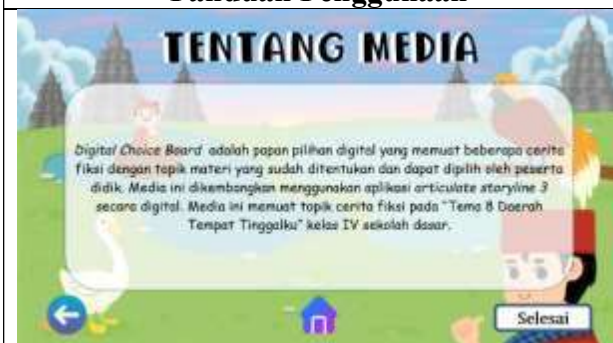 Panduan Penggunaan
TENTANG MEDIA
Digital Choice Board adalah papan pilihan digital yang memuat beberapa cerita
fiksi dengan topik materi yang sudah ditentukan dan dapat dipilih oleh peserta
didik. Media ini dikembangkan menggunakan aplikasi articulate storyline 3
secara digital. Media ini memuat topik cerita fiksi pada "Tema 8 Daerah
Tempat Tinggalku" kelas IV sekolah dasar.
Selesai